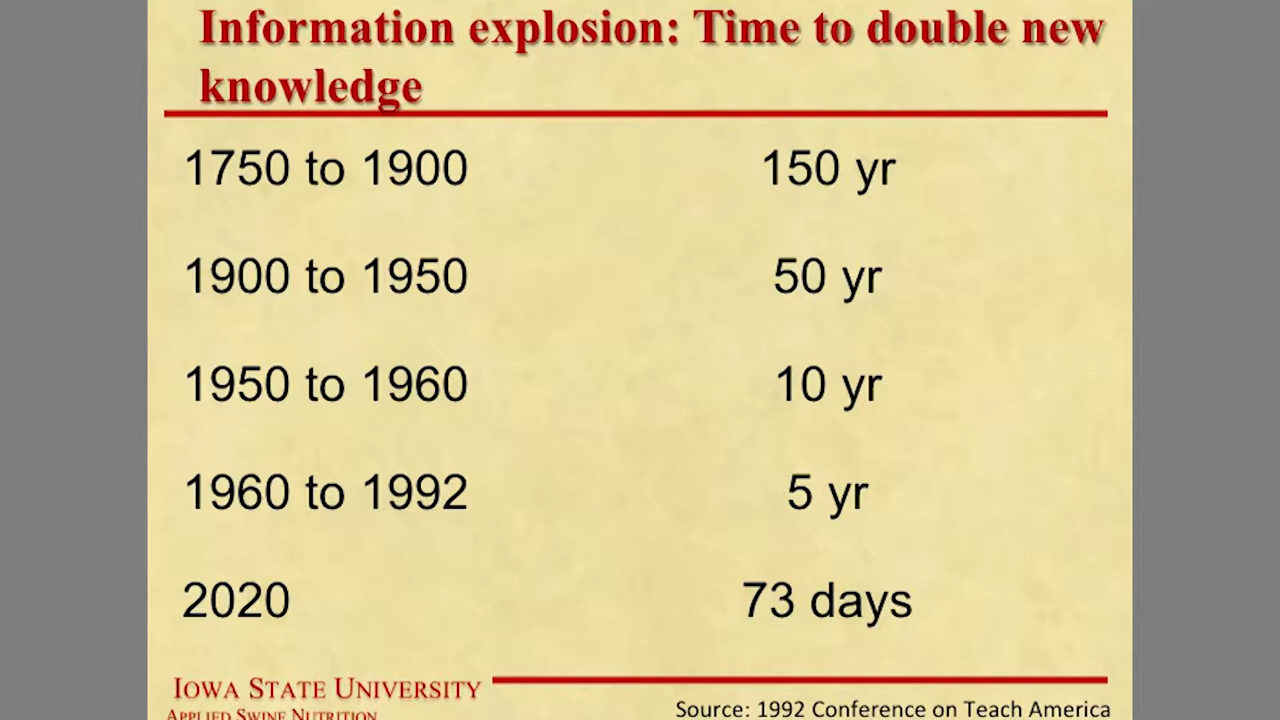 Information explosion: Time to double new
knowledge
1750 to 1900 150 yr
1900 to 1950 50 yr
1950 to 1960 10 yr
1960 to 1992 5 yr
2020 73 days
IOWA STATE UNIVERSITY
APPLIED SWINE NUTRITION
Source: 1992 Conference on Teach America